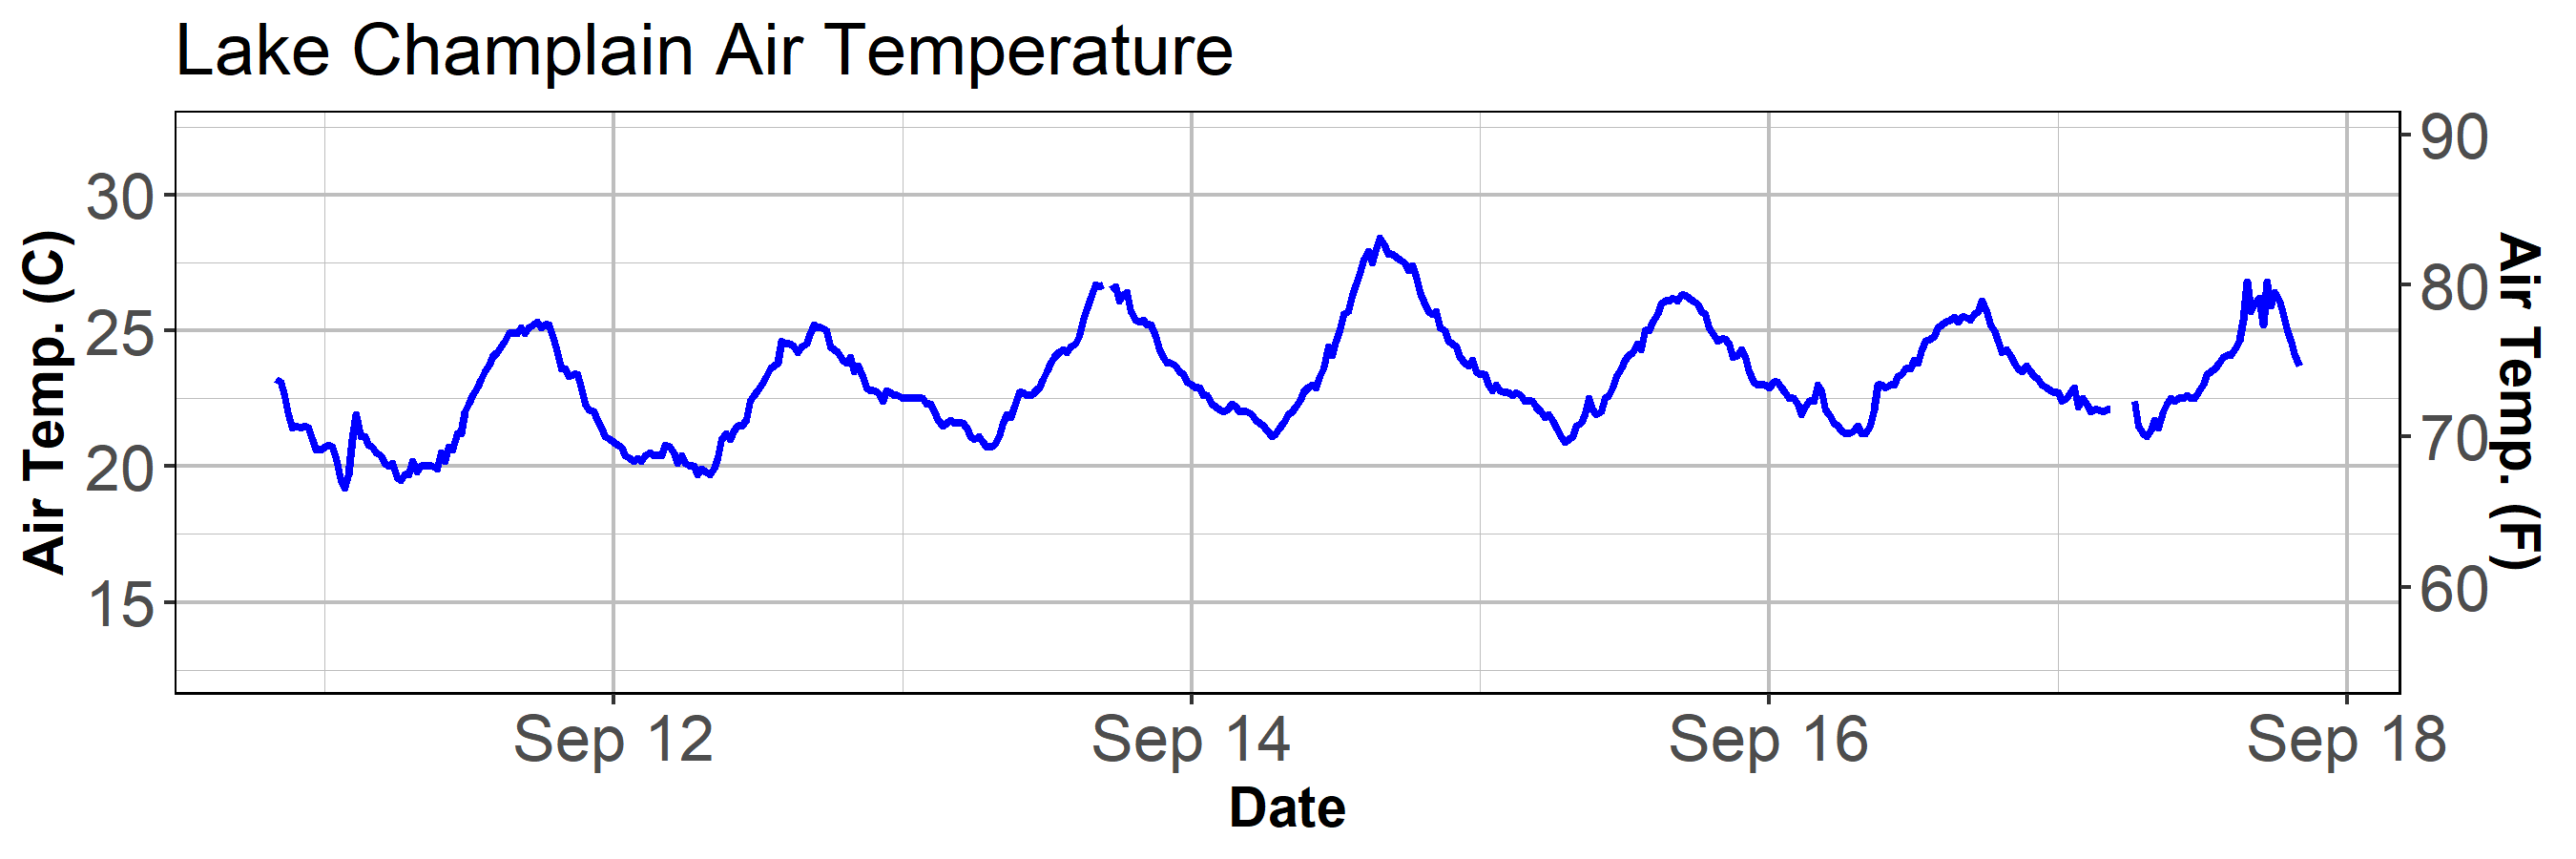 Lake Champlain Air Temperature
Air Temp. (C)
30
25
20
15
90
80
70
60
Air Temp. (F)
Sep 12
Sep 14
Sep 16
Sep 18
Date